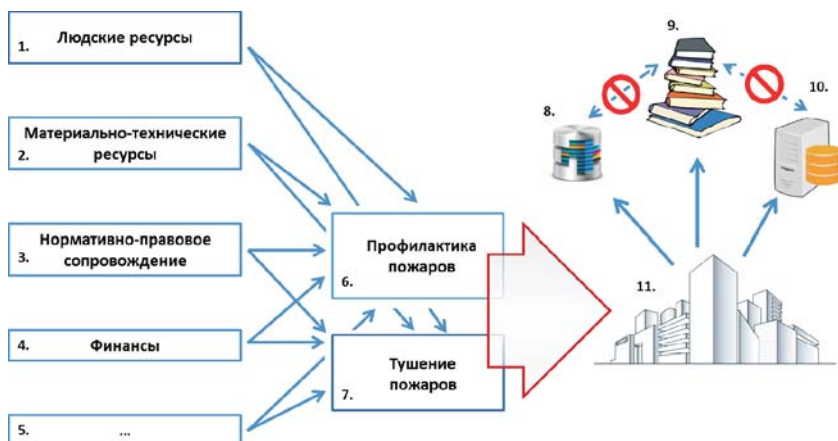 1. Людские ресурсы
Материально-технические
2. ресурсы
Нормативно-правовое
3. сопровождение
4. Финансы
5. ...
Профилактика
пожаров
6.
Тушение
пожаров
7.
8.
9.
10.
11.